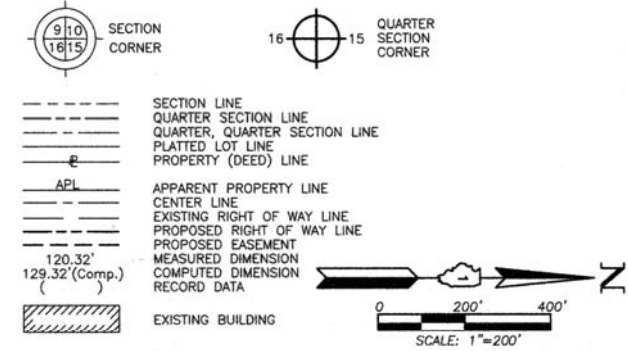 9 10
16 15
SECTION
CORNER
16 15
QUARTER
SECTION
CORNER
SECTION LINE
QUARTER SECTION LINE
QUARTER, QUARTER SECTION LINE
PLATTED LOT LINE
PROPERTY (DEED) LINE
APL APPARENT PROPERTY LINE
CENTER LINE
EXISTING RIGHT OF WAY LINE
PROPOSED RIGHT OF WAY LINE
PROPOSED EASEMENT
120.32' MEASURED DIMENSION
129.32'(Comp.) COMPUTED DIMENSION
( ) RECORD DATA
EXISTING BUILDING
N
0 200' 400'
SCALE: 1"=200'